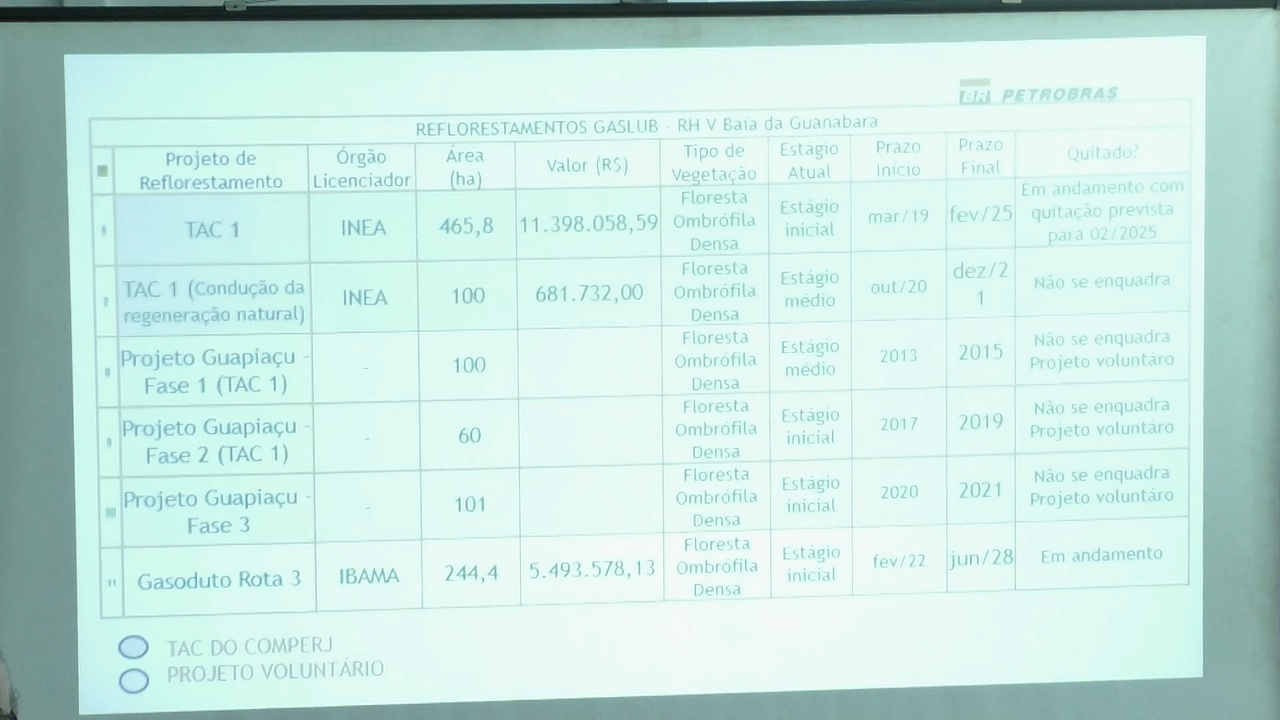 BR PETROBRAS
REFLORESTAMENTOS GASLUB - RH V Baía da Guanabara
Projeto de Reflorestamento | Órgão Licenciador | Área (ha) | Valor (R$) | Tipo de Vegetação | Estágio Atual | Prazo Início | Prazo Final | Quitado?
TAC 1 | INEA | 465,8 | 11.398.058,59 | Floresta Ombrófila Densa | Estágio inicial | mar/19 | fev/25 | Em andamento com quitação prevista para 02/2025
TAC 1 (Condução da regeneração natural) | INEA | 100 | 681.732,00 | Floresta Ombrófila Densa | Estágio médio | out/20 | dez/21 | Não se enquadra
Projeto Guapiaçu - Fase 1 (TAC 1) | - | 100 | Floresta Ombrófila Densa | Estágio médio | 2013 | 2015 | Não se enquadra Projeto voluntáro
Projeto Guapiaçu - Fase 2 (TAC 1) | - | 60 | Floresta Ombrófila Densa | Estágio inicial | 2017 | 2019 | Não se enquadra Projeto voluntáro
10 Projeto Guapiaçu - Fase 3 | - | 101 | Floresta Ombrófila Densa | Estágio inicial | 2020 | 2021 | Não se enquadra Projeto voluntáro
11 Gasoduto Rota 3 | IBAMA | 244,4 | 5.493.578,13 | Floresta Ombrófila Densa | Estágio inicial | fev/22 | jun/28 | Em andamento
TAC DO COMPERJ
PROJETO VOLUNTÁRIO